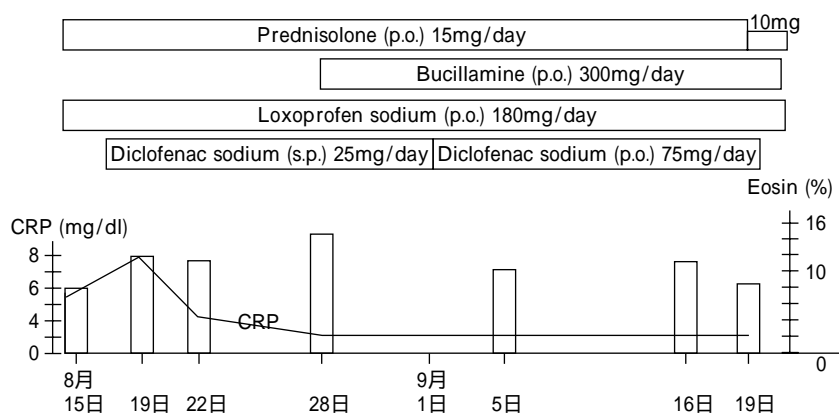 10mg
Prednisolone (p.o.) 15mg/day
Bucillamine (p.o.) 300mg/day
Loxoprofen sodium (p.o.) 180mg/day
Diclofenac sodium (s.p.) 25mg/day Diclofenac sodium (p.o.) 75mg/day
Eosin (%)
CRP (mg/dl)
16
8
6
10
4
CRP
2
0
0
8月 9月
15日 19日 22日 28日 1日 5日 16日 19日